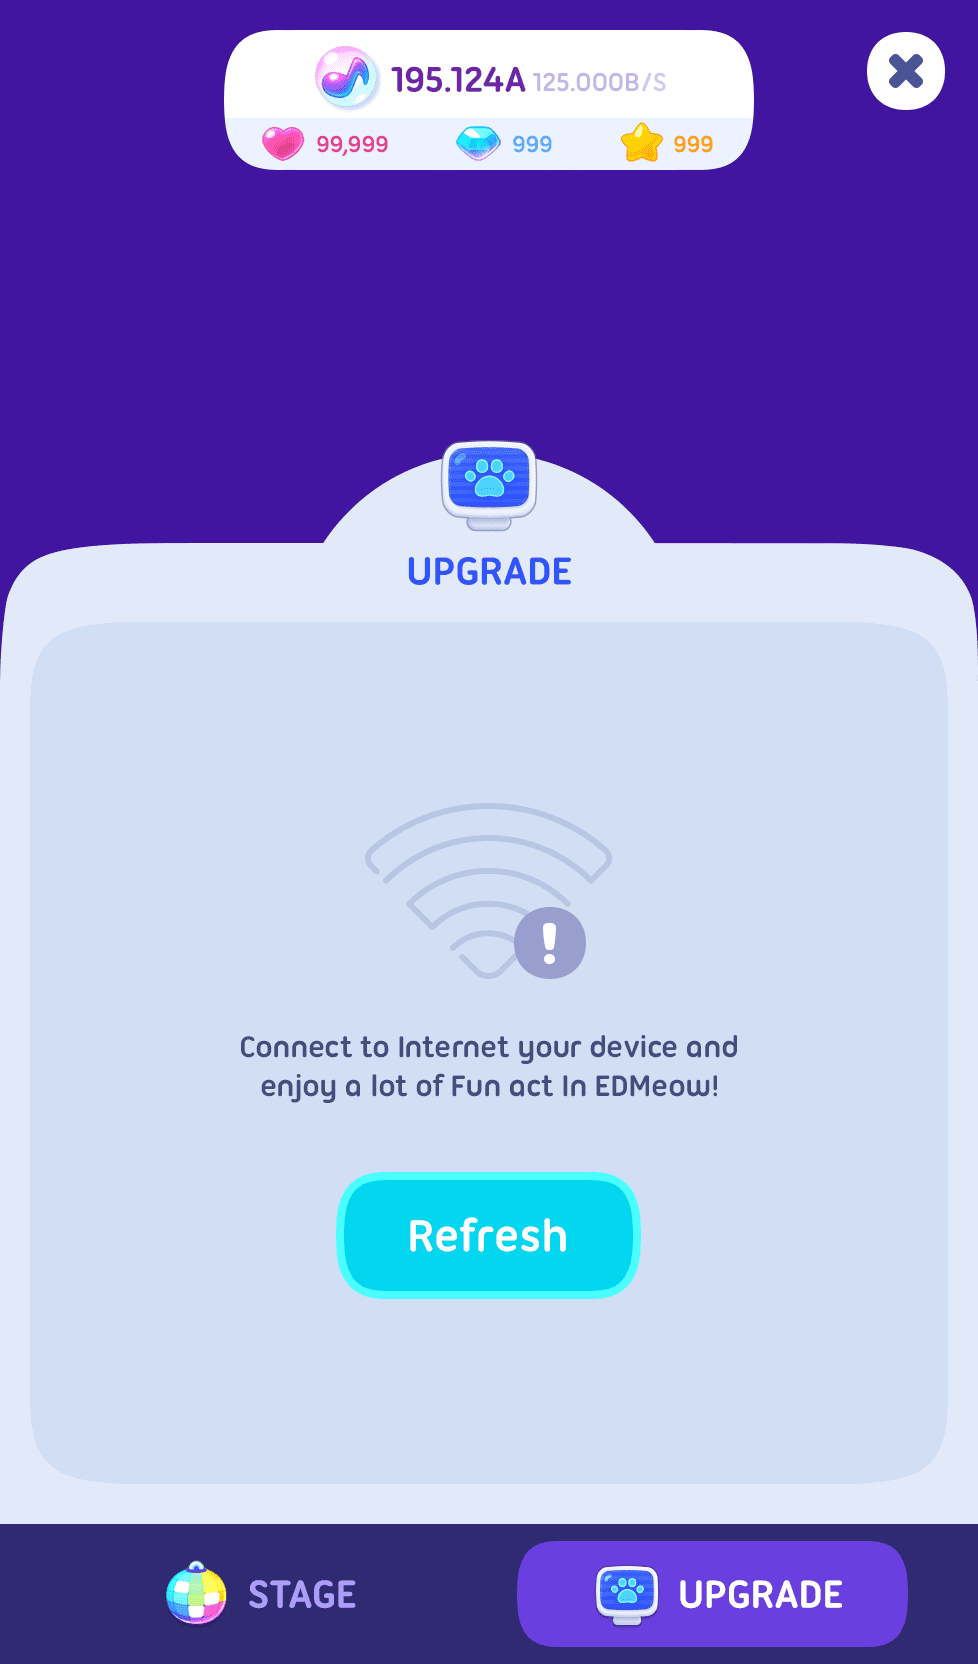 195.124A 125.000B/S
99,999 999 999
UPGRADE
Connect to Internet your device and
enjoy a lot of Fun act In EDMeow!
Refresh
STAGE UPGRADE